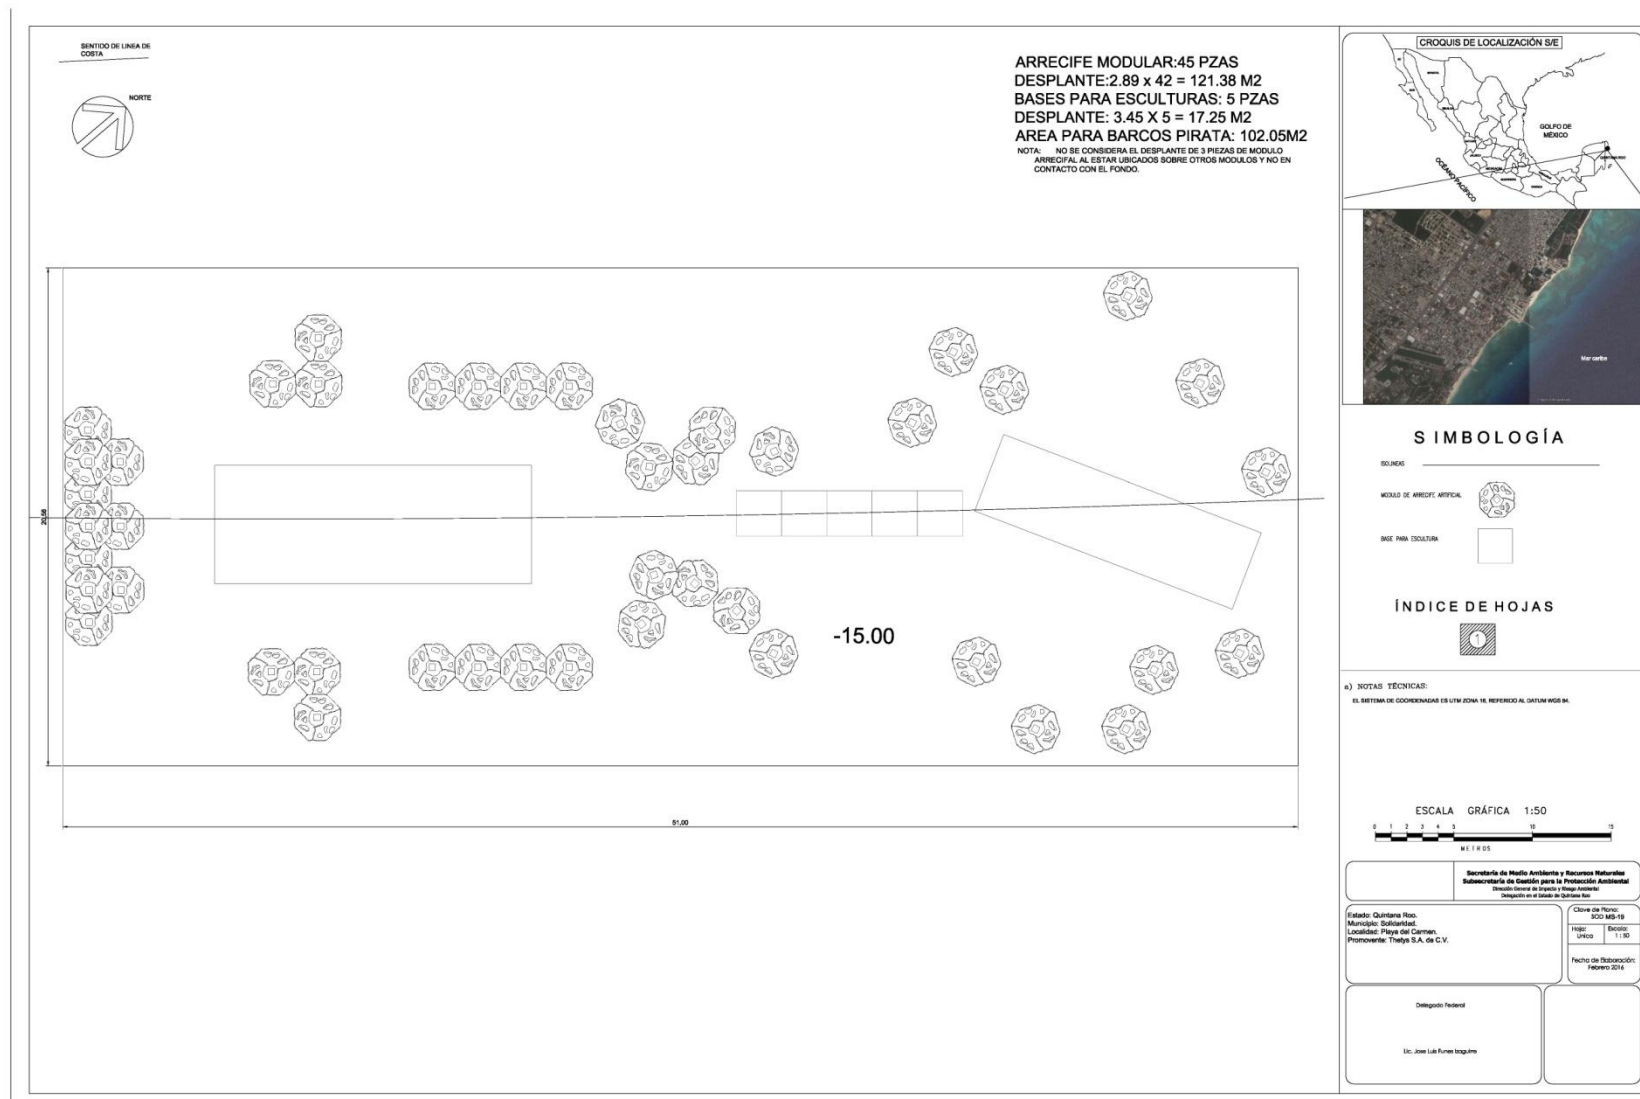 SENTIDO DE LINEA DE
COSTA
NORTE
ARRECIFE MODULAR:45 PZAS
DESPLANTE:2.89 x 42 = 121.38 M2
BASES PARA ESCULTURAS: 5 PZAS
DESPLANTE: 3.45 X 5 = 17.25 M2
AREA PARA BARCOS PIRATA: 102.05M2
NOTA: NO SE CONSIDERA EL DESPLANTE DE 3 PIEZAS DE MODULO
ARRECIFAL AL ESTAR UBICADOS SOBRE OTROS MODULOS Y NO EN
CONTACTO CON EL FONDO.
20,58
-15.00
51,00
CROQUIS DE LOCALIZACIÓN S/E
GOLFO DE
MÉXICO
OCÉANO PACÍFICO
Mar caribe
SIMBOLOGÍA
ISOLINEAS
MODULO DE ARRECIFE ARTIFICIAL
BASE PARA ESCULTURA
ÍNDICE DE HOJAS
1
a) NOTAS TÉCNICAS:
EL SISTEMA DE COORDENADAS ES UTM ZONA 16, REFERIDO AL DATUM WGS 84.
ESCALA GRÁFICA 1:50
0 1 2 3 4 5 10 15
METROS
Secretaría de Medio Ambiente y Recursos Naturales
Subsecretaría de Gestión para la Protección Ambiental
Dirección General de Impacto y Riesgo Ambiental
Delegación en el Estado de Quintana Roo
Estado: Quintana Roo.
Municipio: Solidaridad.
Localidad: Playa del Carmen.
Promovente: Thetys S.A. de C.V.
Clave de Plano:
SOD MS-19
Hoja:
Unica
Escala:
1 : 50
Fecha de Elaboración:
Febrero 2016
Delegado Federal
Lic. Jose Luis Funes Izaguirre